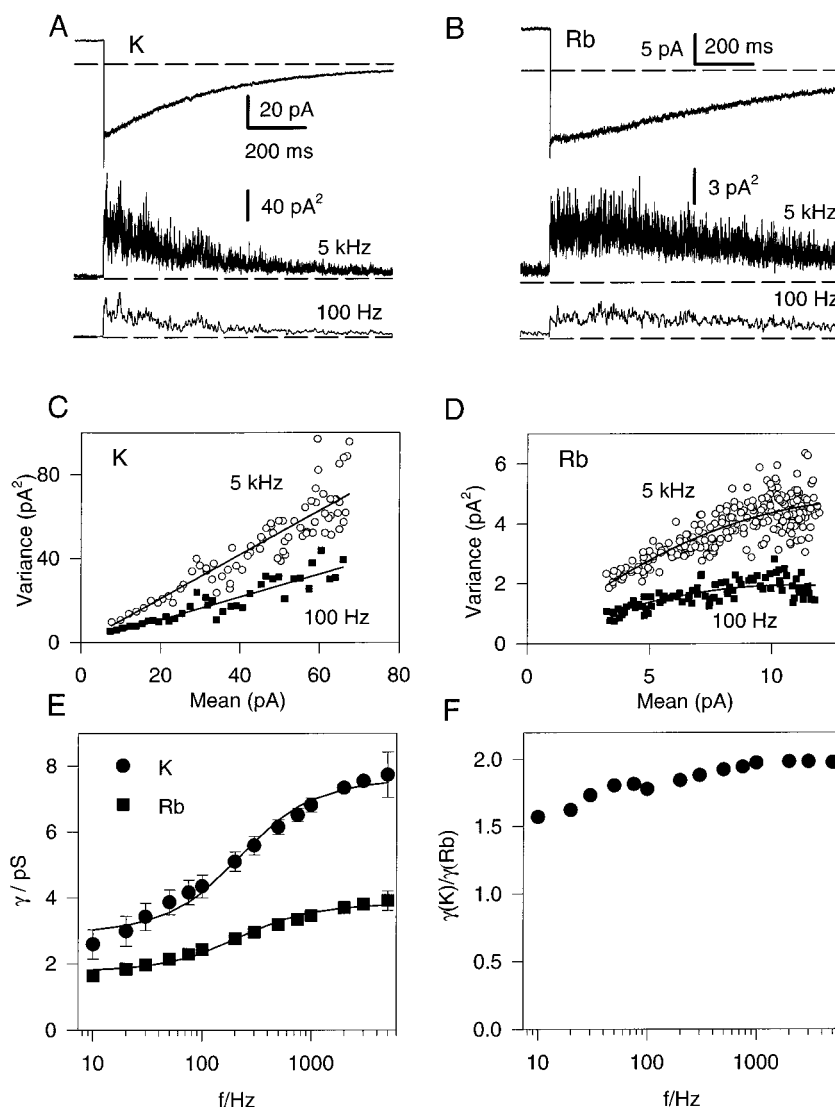 A
K
20 pA
200 ms
40 pA²
5 kHz
100 Hz
B
Rb
5 pA
200 ms
3 pA²
5 kHz
100 Hz
C
K
5 kHz
100 Hz
Variance (pA²)
80
40
0
0 20 40 60 80
Mean (pA)
D
Rb
5 kHz
100 Hz
Variance (pA²)
6
4
2
0
0 5 10
Mean (pA)
E
K
Rb
γ / pS
8
6
4
2
0
10 100 1000
f/Hz
F
γ(K)/γ(Rb)
2.0
1.5
1.0
0.5
0.0
10 100 1000
f/Hz